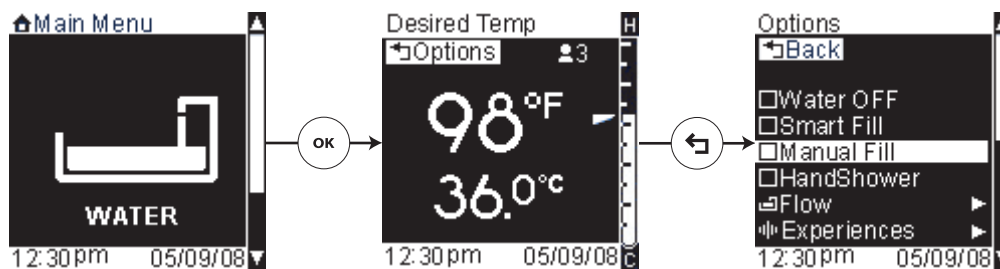 Main Menu
WATER
12:30pm 05/09/08
OK
Desired Temp
H
Options
3
98°F
36.0°C
12:30pm 05/09/08
C
Options
Back
Water OFF
Smart Fill
Manual Fill
HandShower
Flow
Experiences
12:30pm 05/09/08